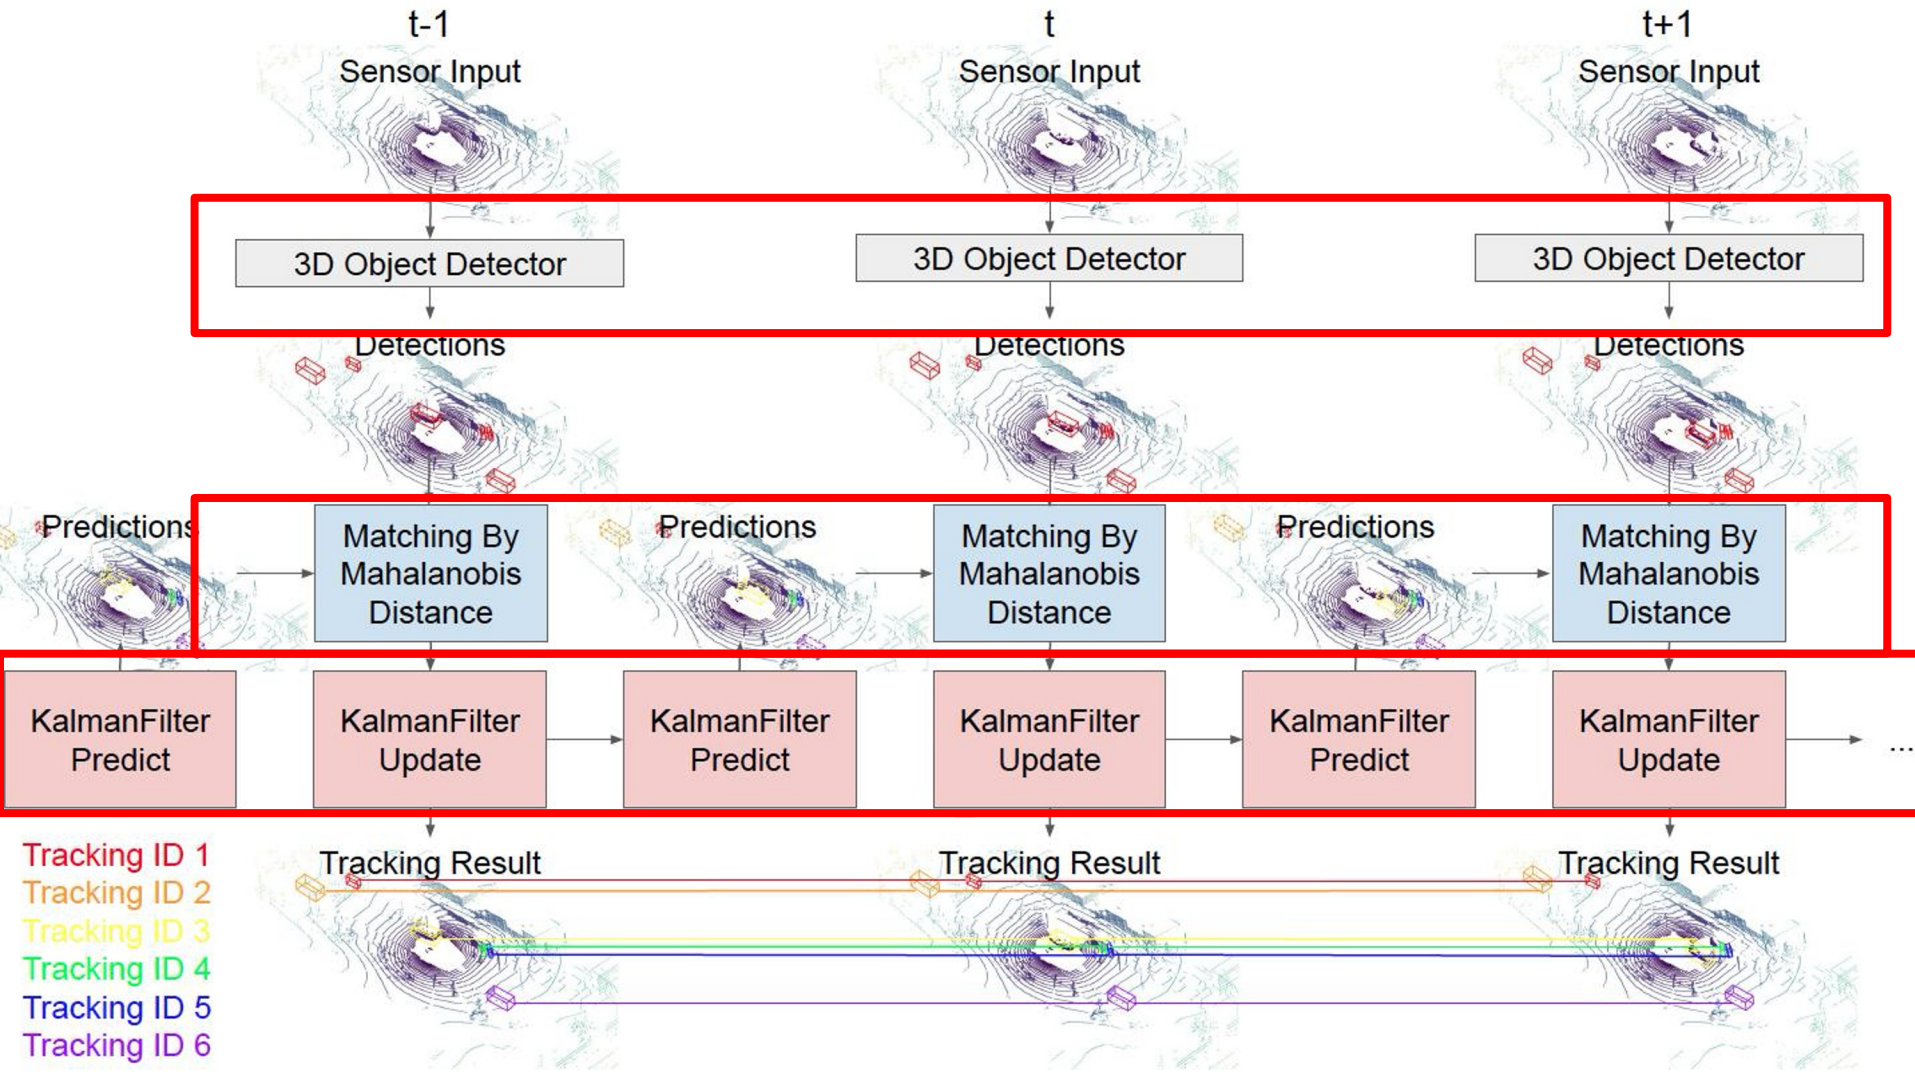 t-1
t
t+1
Sensor Input
Sensor Input
Sensor Input
3D Object Detector
3D Object Detector
3D Object Detector
Detections
Detections
Detections
Predictions
Matching By
Mahalanobis
Distance
Predictions
Matching By
Mahalanobis
Distance
Predictions
Matching By
Mahalanobis
Distance
KalmanFilter
Predict
KalmanFilter
Update
KalmanFilter
Predict
KalmanFilter
Update
KalmanFilter
Predict
KalmanFilter
Update
...
Tracking ID 1
Tracking ID 2
Tracking ID 3
Tracking ID 4
Tracking ID 5
Tracking ID 6
Tracking Result
Tracking Result
Tracking Result